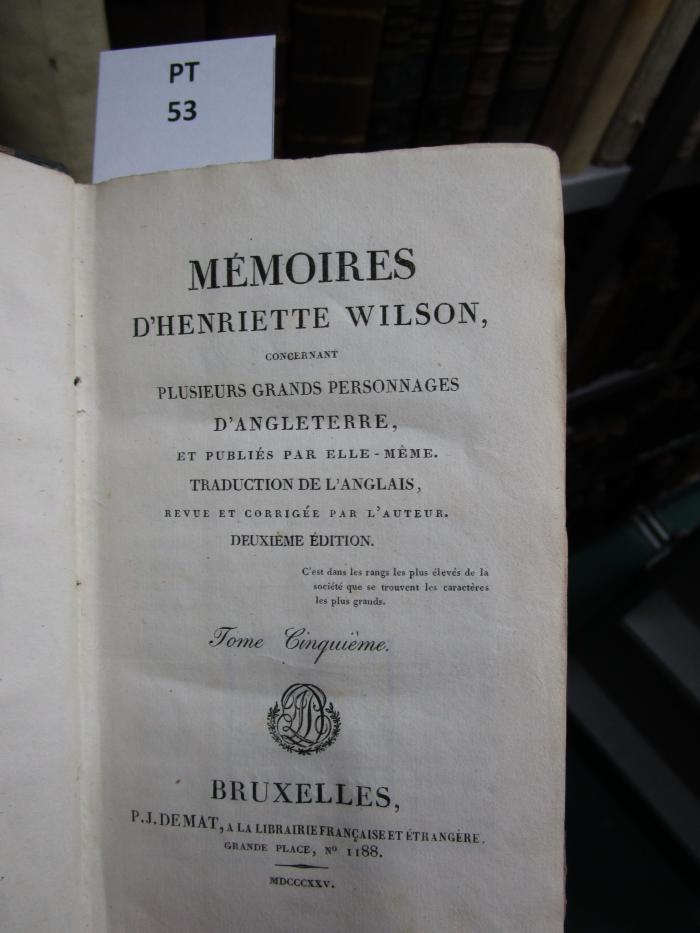 PT
53
MÉMOIRES
D'HENRIETTE WILSON,
CONCERNANT
PLUSIEURS GRANDS PERSONNAGES
D'ANGLETERRE,
ET PUBLIÉS PAR ELLE-MÊME.
TRADUCTION DE L'ANGLAIS,
REVUE ET CORRIGÉE PAR L'AUTEUR.
DEUXIÈME ÉDITION.
C'est dans les rangs les plus élevés de la
société que se trouvent les caractères
les plus grands.
Tome Cinquième.
BRUXELLES,
P. J. DEMAT, A LA LIBRAIRIE FRANÇAISE ET ÉTRANGÈRE,
GRANDE PLACE, Nº 1188.
MDCCCXXV.